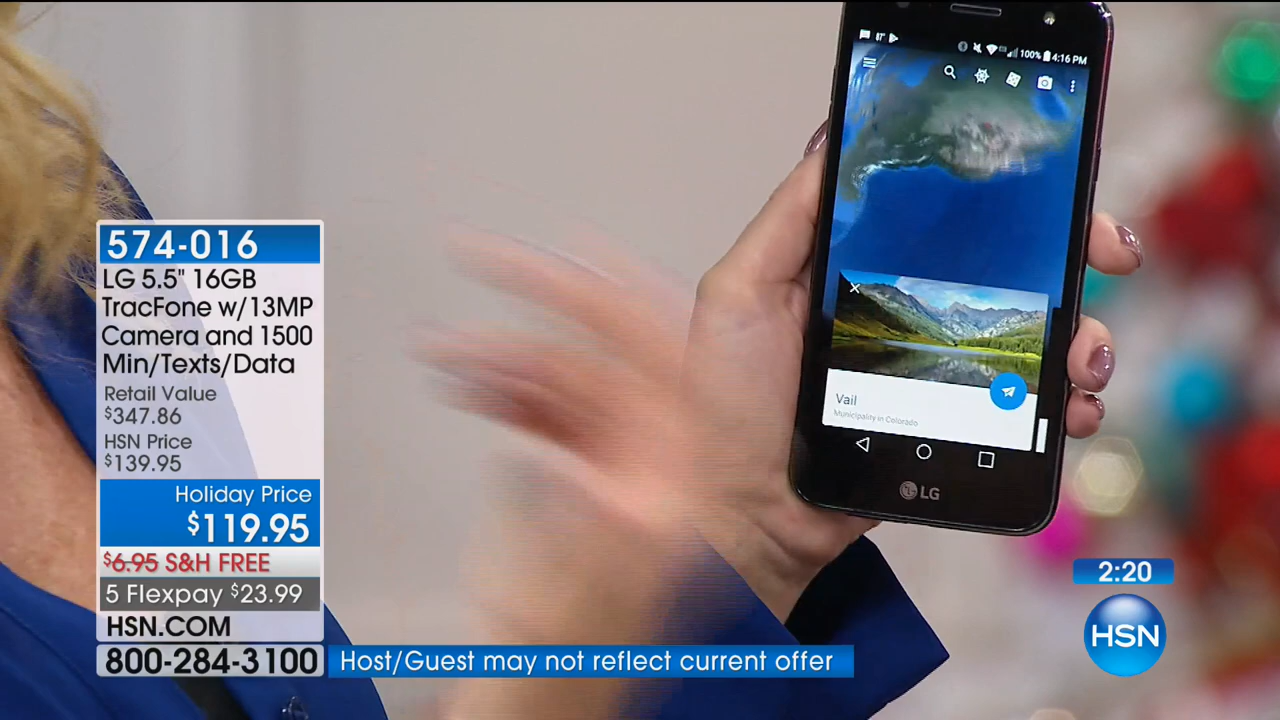 87°
100% 4:16 PM
Vail
Municipality in Colorado
LG
574-016
LG 5.5" 16GB
TracFone w/13MP
Camera and 1500
Min/Texts/Data
Retail Value
$347.86
HSN Price
$139.95
Holiday Price
$119.95
$6.95 S&H FREE
5 Flexpay $23.99
HSN.COM
800-284-3100
Host/Guest may not reflect current offer
2:20
HSN